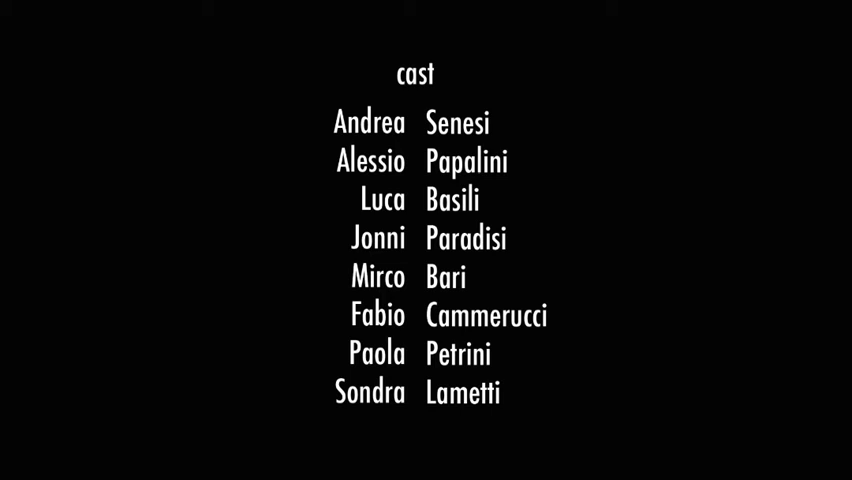 cast
Andrea Senesi
Alessio Papalini
Luca Basili
Jonni Paradisi
Mirco Bari
Fabio Cammerucci
Paola Petrini
Sondra Lametti